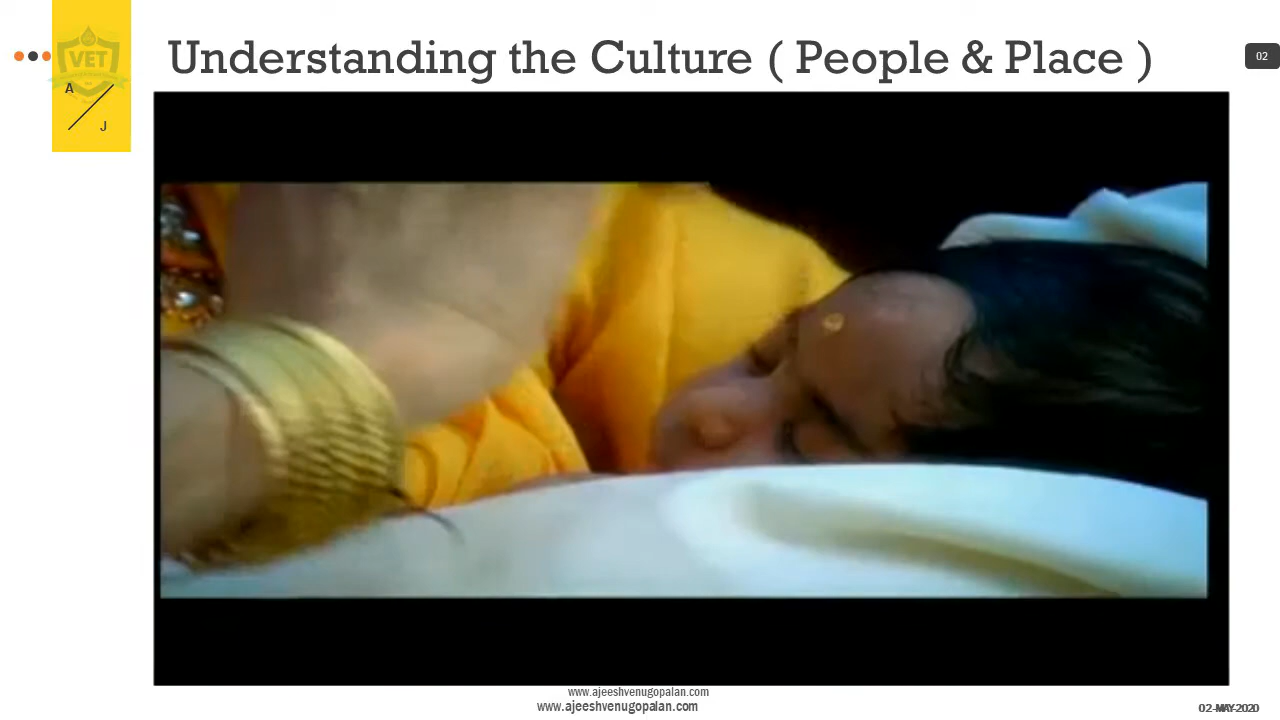 Understanding the Culture ( People & Place )
02
VET
A
J
www.ajeeshvenugopalan.com
www.ajeeshvenugopalan.com
02-MAY-2020